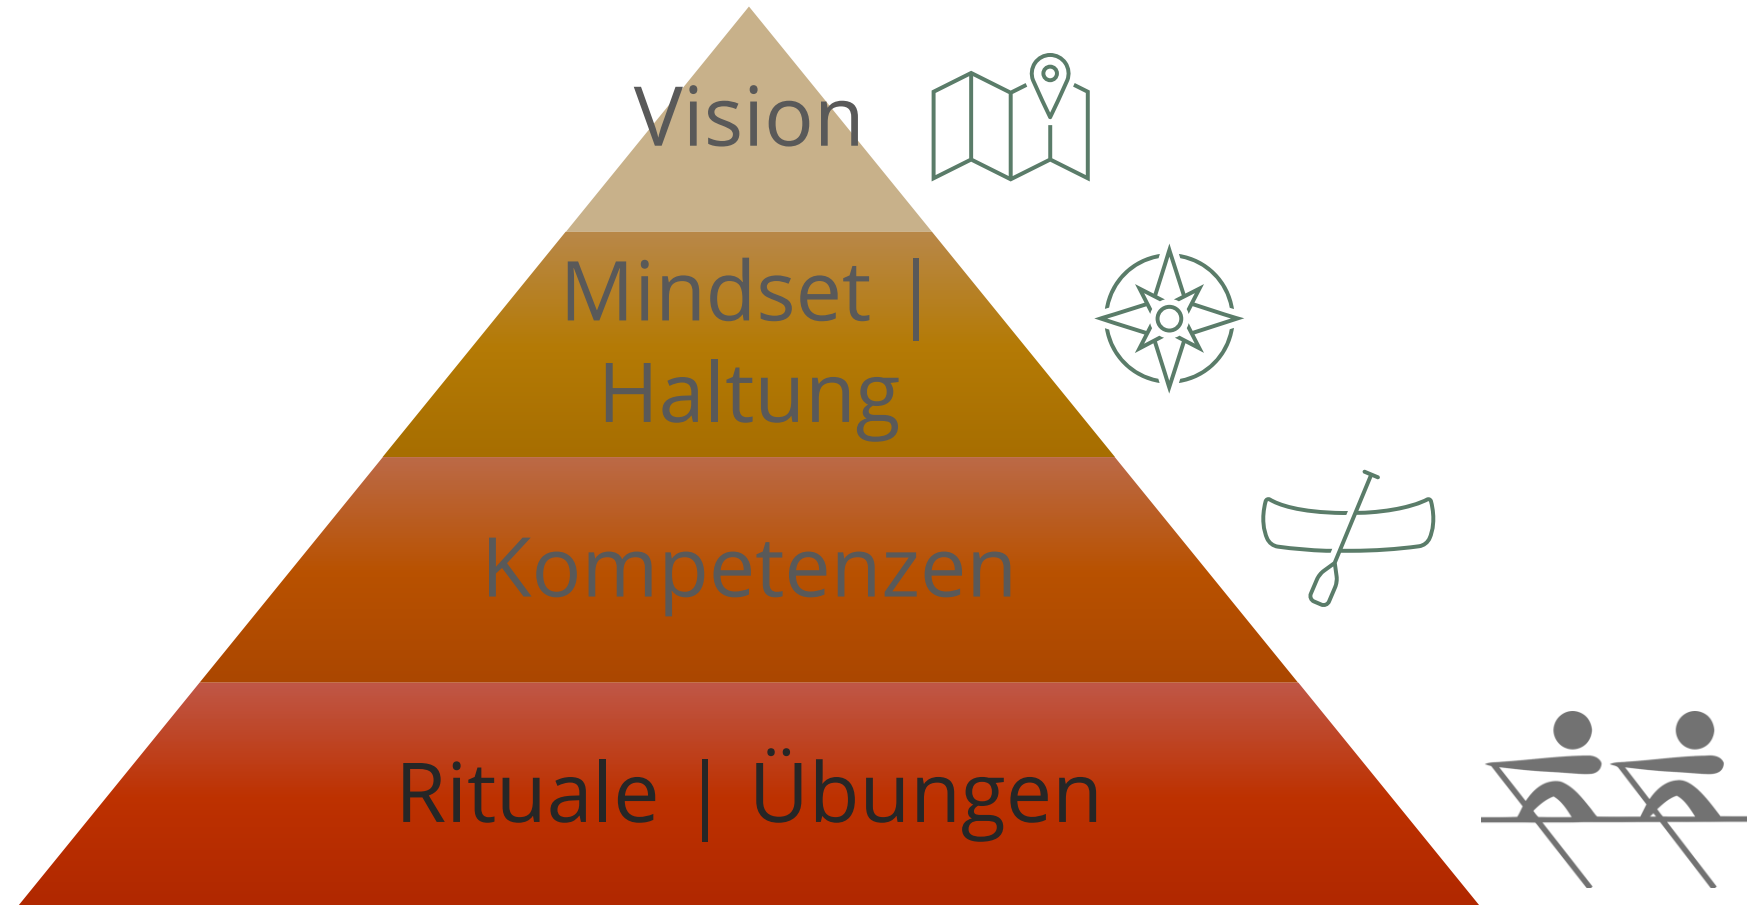 Vision
Mindset |
Haltung
Kompetenzen
Rituale | Übungen